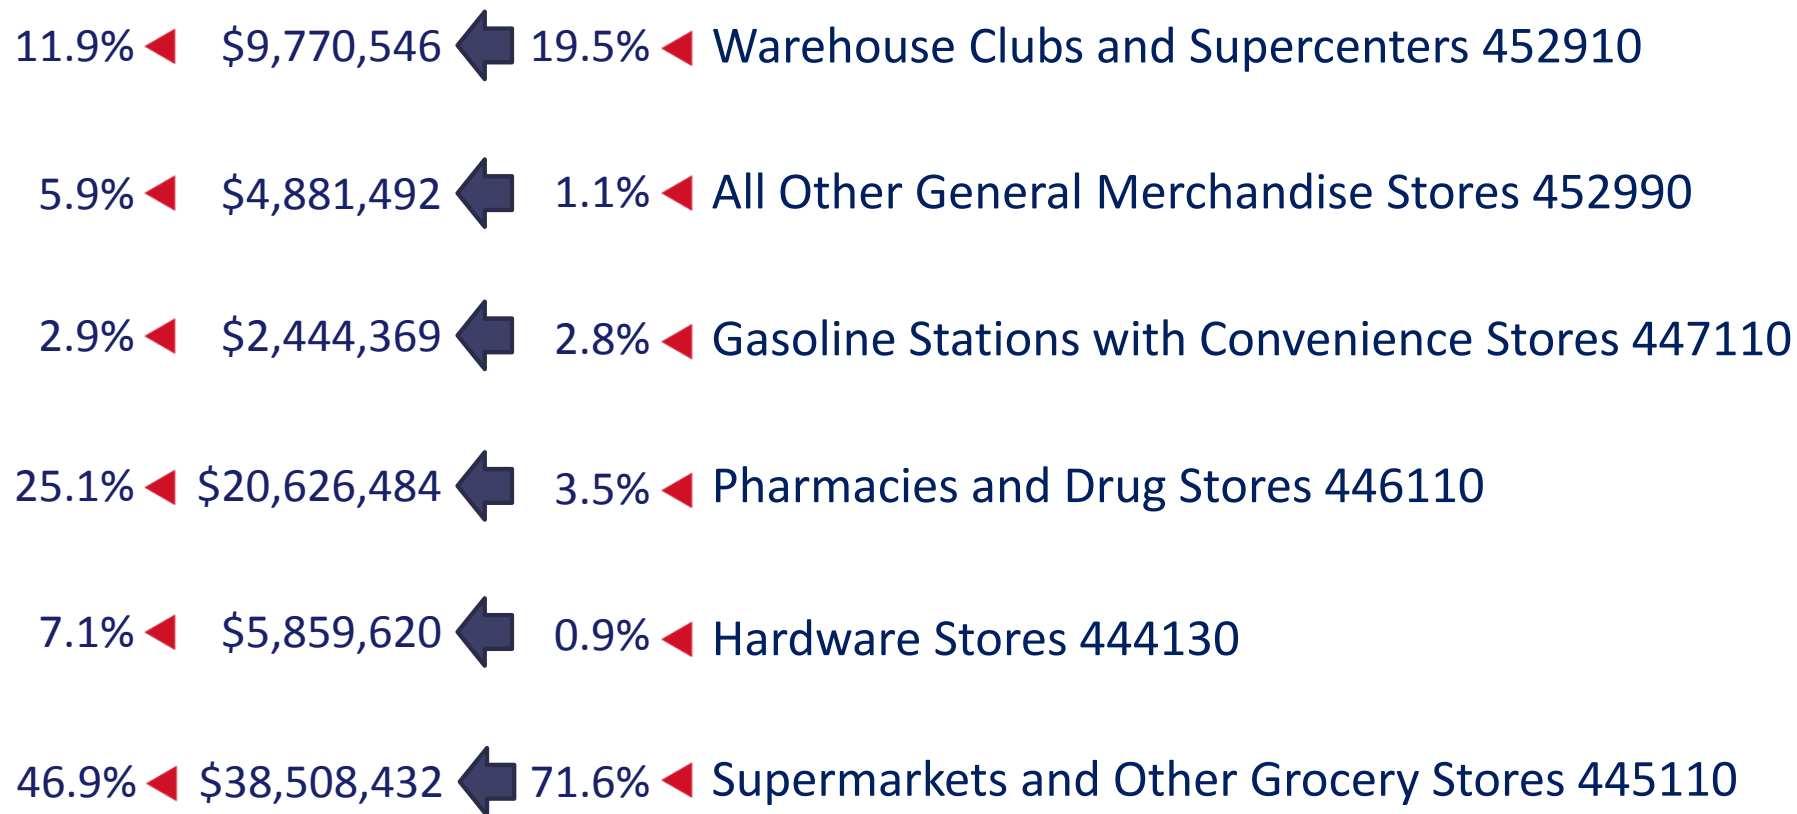 11.9% $9,770,546 19.5% Warehouse Clubs and Supercenters 452910
5.9% $4,881,492 1.1% All Other General Merchandise Stores 452990
2.9% $2,444,369 2.8% Gasoline Stations with Convenience Stores 447110
25.1% $20,626,484 3.5% Pharmacies and Drug Stores 446110
7.1% $5,859,620 0.9% Hardware Stores 444130
46.9% $38,508,432 71.6% Supermarkets and Other Grocery Stores 445110